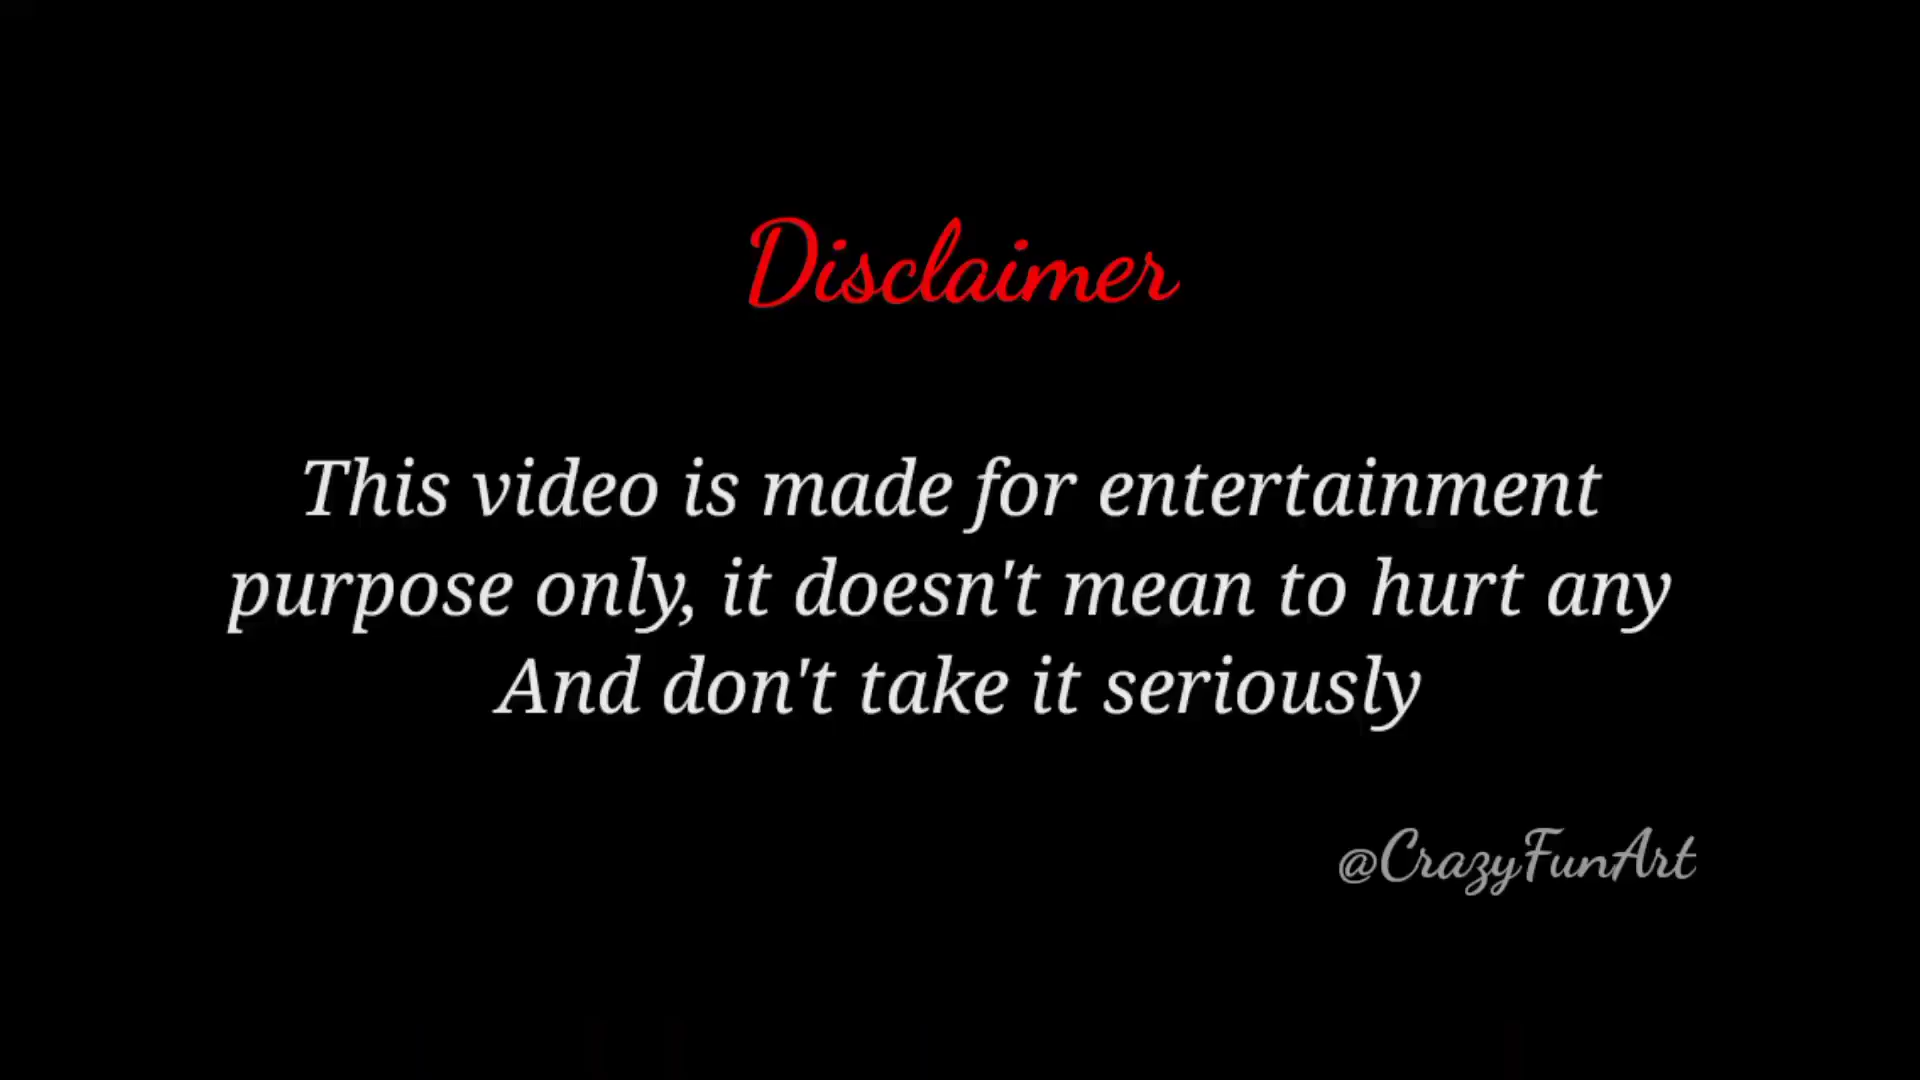 Disclaimer
This video is made for entertainment
purpose only, it doesn't mean to hurt any
And don't take it seriously
@CrazyFunArt